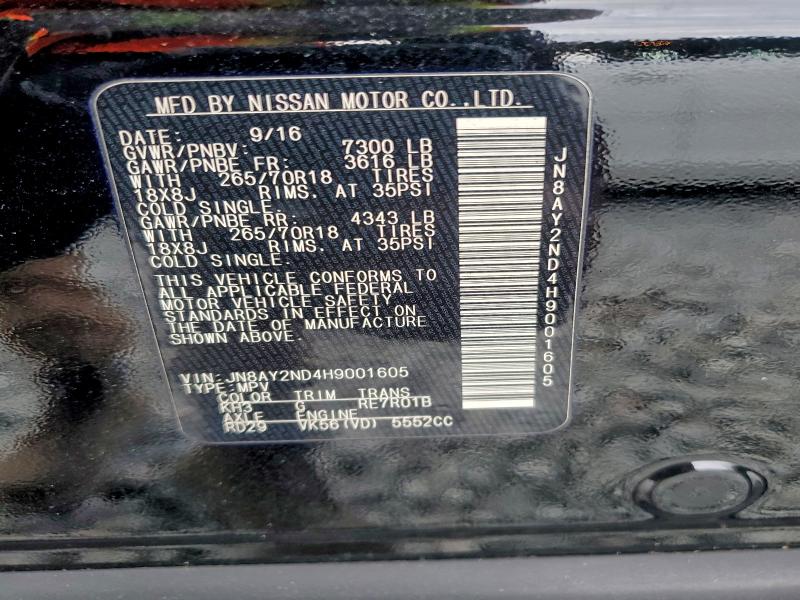 MFD BY NISSAN MOTOR CO.,LTD.
DATE: 9/16
GVWR/PNBV: 7300 LB
GAWR/PNBE FR: 3616 LB
WITH 265/70R18 TIRES
18X8J RIMS. AT 35PSI
COLD SINGLE.
GAWR/PNBE RR: 4343 LB
WITH 265/70R18 TIRES
18X8J RIMS. AT 35PSI
COLD SINGLE.
THIS VEHICLE CONFORMS TO
ALL APPLICABLE FEDERAL
MOTOR VEHICLE SAFETY
STANDARDS IN EFFECT ON
THE DATE OF MANUFACTURE
SHOWN ABOVE.
VIN: JN8AY2ND4H9001605
TYPE: MPV
COLOR TRIM TRANS
KH3 G RE7R01B
AXLE ENGINE
RD29 VK56(VD) 5552CC
JN8AY2ND4H9001605